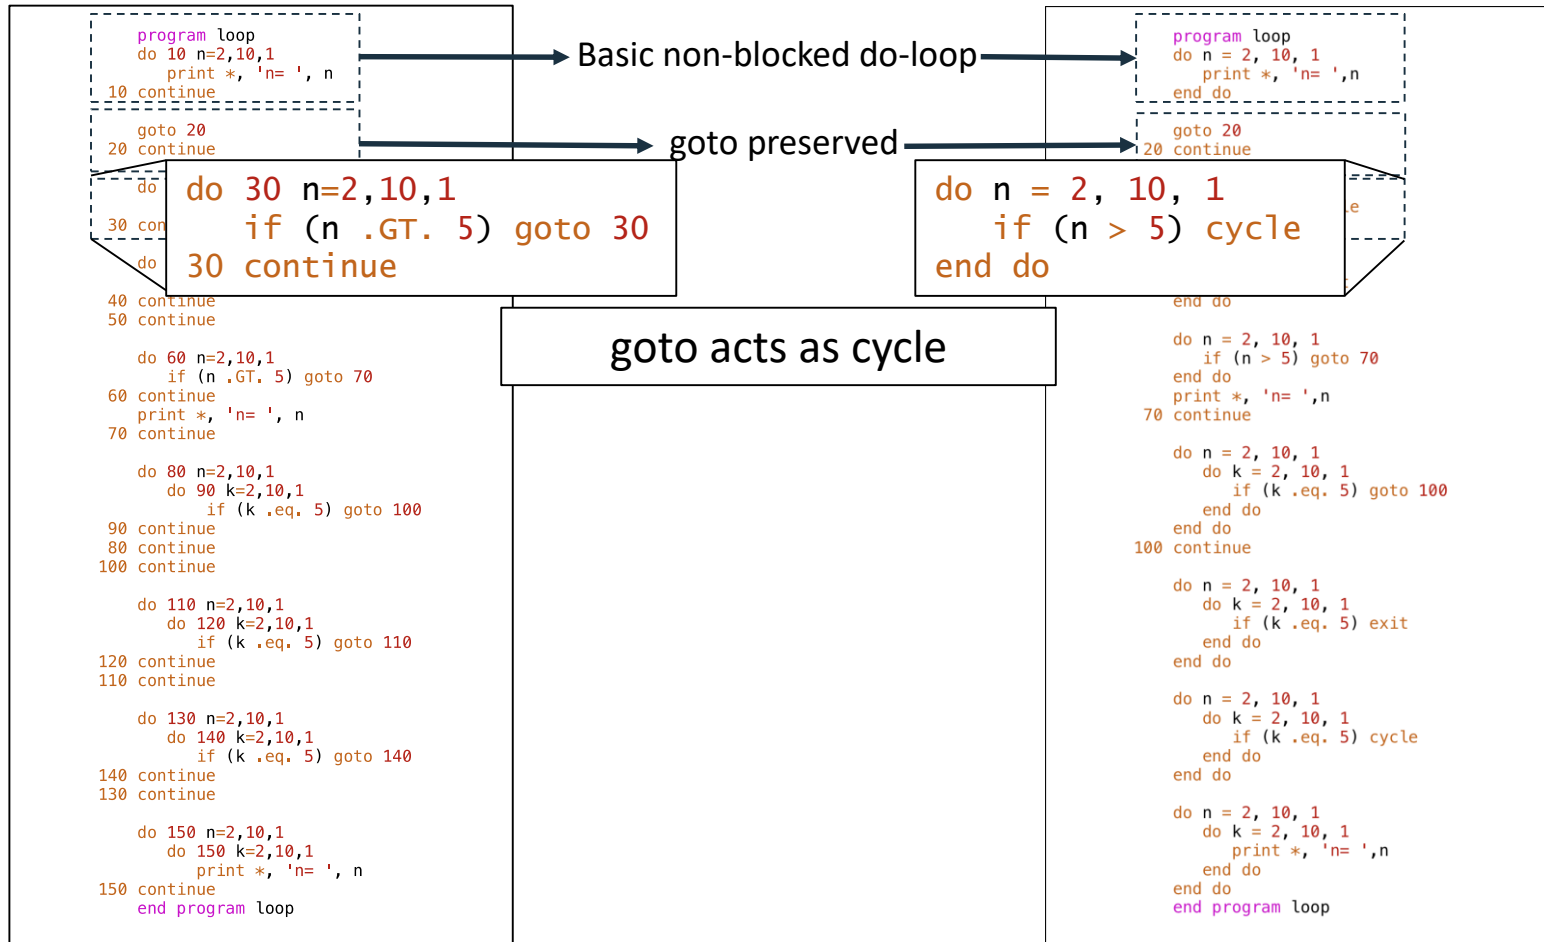 program loop
do 10 n=2,10,1
print *, 'n= ', n
10 continue
goto 20
20 continue
do
30 con
do
40 continue
50 continue
do 60 n=2,10,1
if (n .GT. 5) goto 70
60 continue
print *, 'n= ', n
70 continue
do 80 n=2,10,1
do 90 k=2,10,1
if (k .eq. 5) goto 100
90 continue
80 continue
100 continue
do 110 n=2,10,1
do 120 k=2,10,1
if (k .eq. 5) goto 110
120 continue
110 continue
do 130 n=2,10,1
do 140 k=2,10,1
if (k .eq. 5) goto 140
140 continue
130 continue
do 150 n=2,10,1
do 150 k=2,10,1
print *, 'n= ', n
150 continue
end program loop
do 30 n=2,10,1
if (n .GT. 5) goto 30
30 continue
Basic non-blocked do-loop
goto preserved
goto acts as cycle
do n = 2, 10, 1
if (n > 5) cycle
end do
program loop
do n = 2, 10, 1
print *, 'n= ',n
end do
goto 20
20 continue
end do
do n = 2, 10, 1
if (n > 5) goto 70
end do
print *, 'n= ',n
70 continue
do n = 2, 10, 1
do k = 2, 10, 1
if (k .eq. 5) goto 100
end do
end do
100 continue
do n = 2, 10, 1
do k = 2, 10, 1
if (k .eq. 5) exit
end do
end do
do n = 2, 10, 1
do k = 2, 10, 1
if (k .eq. 5) cycle
end do
end do
do n = 2, 10, 1
do k = 2, 10, 1
print *, 'n= ',n
end do
end do
end program loop